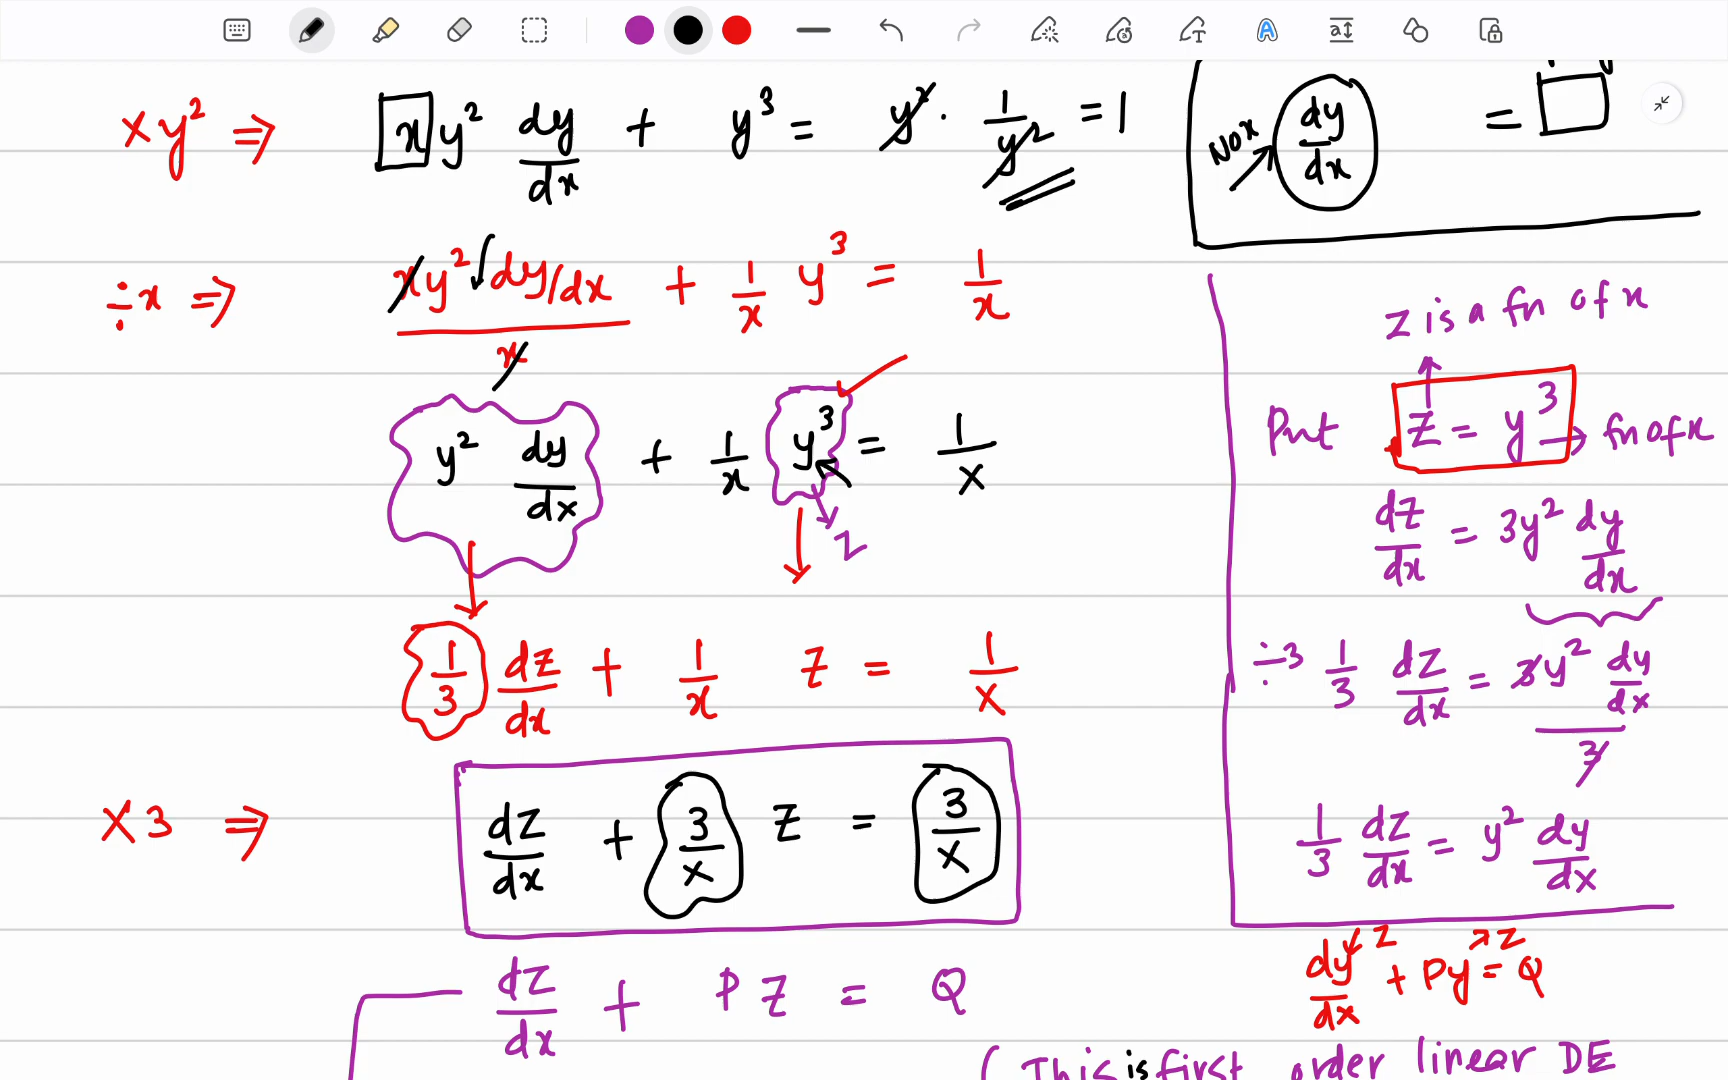 xy² ⇒ x y² dy/dx + y³ = y² · 1/y² = 1
No x dy/dx = □
÷x ⇒ xy² dy/dx / x + 1/x y³ = 1/x
y² dy/dx + 1/x y³ = 1/x
z
1/3 dz/dx + 1/x z = 1/x
×3 ⇒ dz/dx + 3/x z = 3/x
dz/dx + P z = Q
z is a fn of x
Put z = y³ → fn of x
dz/dx = 3y² dy/dx
÷3 1/3 dz/dx = 3y² dy/dx / 3
1/3 dz/dx = y² dy/dx
z z
dy/dx + Py = Q
( This is first order linear DE